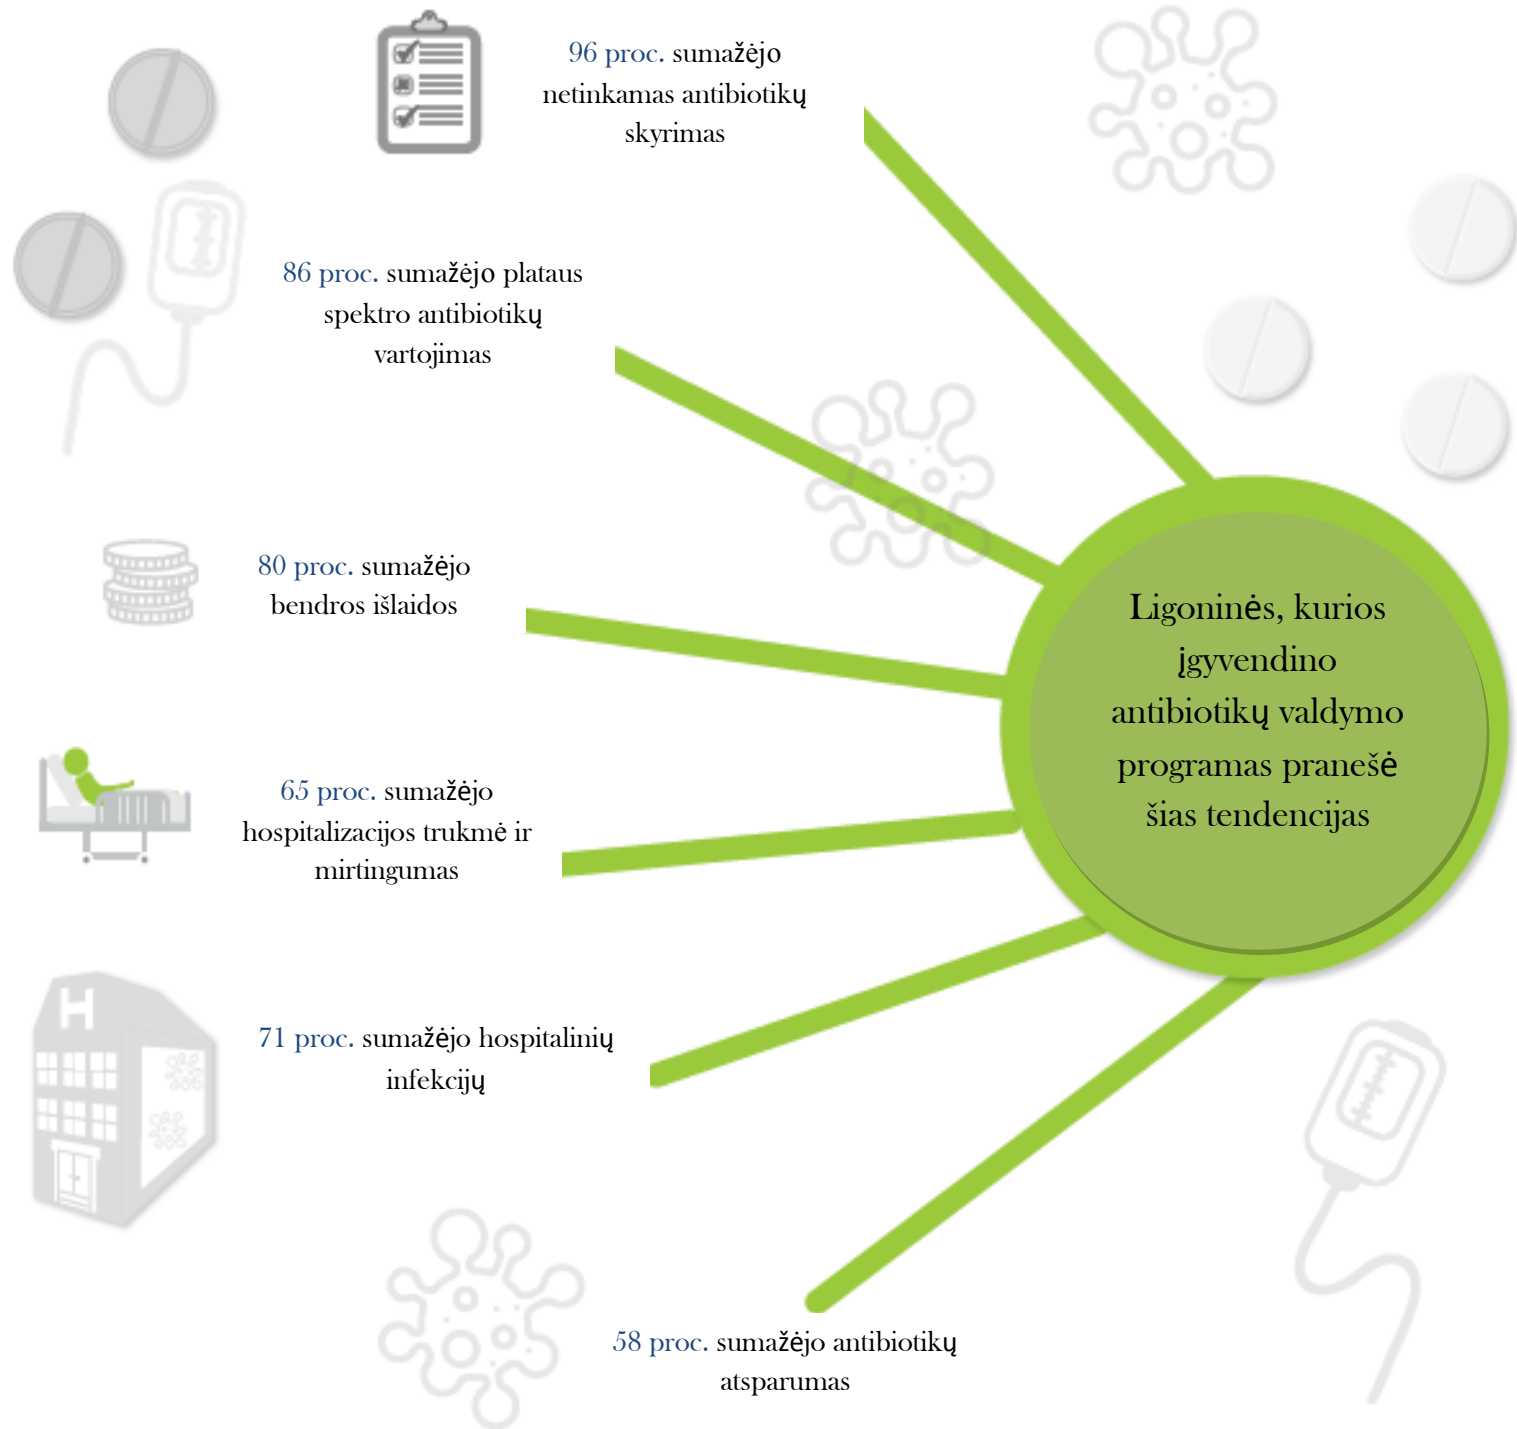 96 proc. sumažėjo
netinkamas antibiotikų
skyrimas
86 proc. sumažėjo plataus
spektro antibiotikų
vartojimas
80 proc. sumažėjo
bendros išlaidos
65 proc. sumažėjo
hospitalizacijos trukmė ir
mirtingumas
H
71 proc. sumažėjo hospitalinių
infekcijų
58 proc. sumažėjo antibiotikų
atsparumas
Ligoninės, kurios
įgyvendino
antibiotikų valdymo
programas pranešė
šias tendencijas